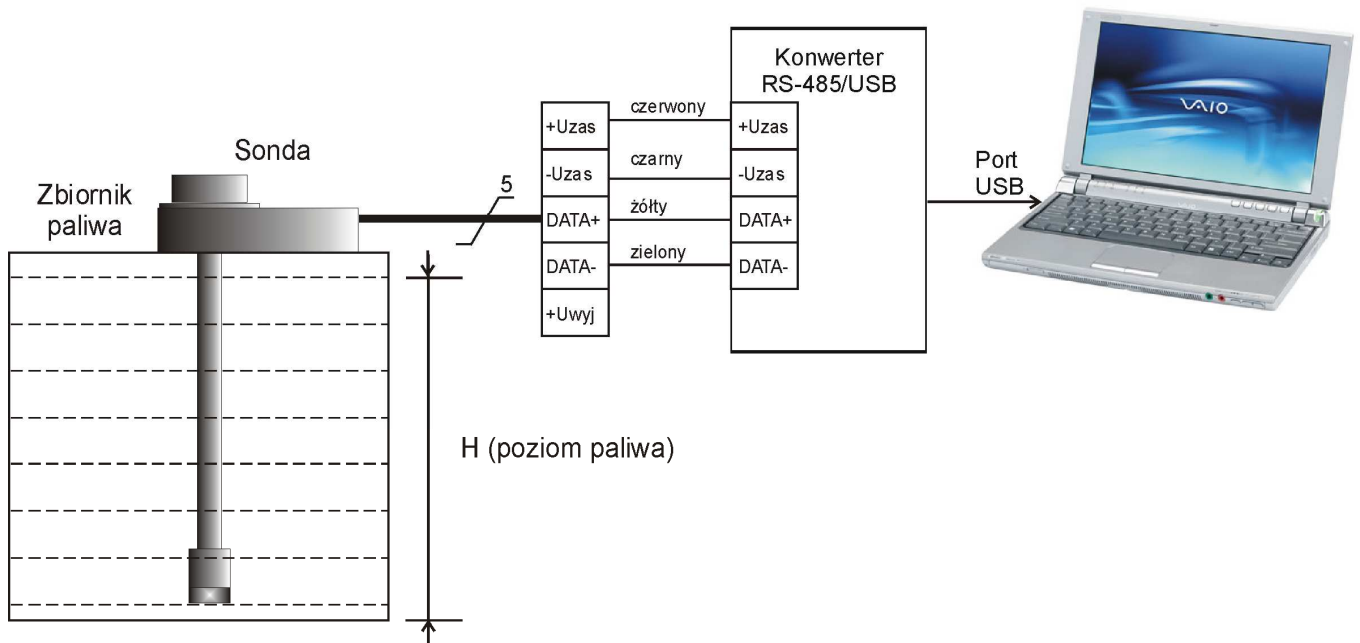 Konwerter
RS-485/USB
Sonda
Zbiornik
paliwa
5
+Uzas
-Uzas
DATA+
DATA-
+Uwyj
czerwony
czarny
żółty
zielony
+Uzas
-Uzas
DATA+
DATA-
Port
USB
VAIO
H (poziom paliwa)